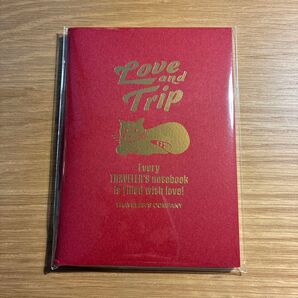 Love
and
Trip
Every
TRAVELER'S notebook
is filled with love!
TRAVELER'S COMPANY